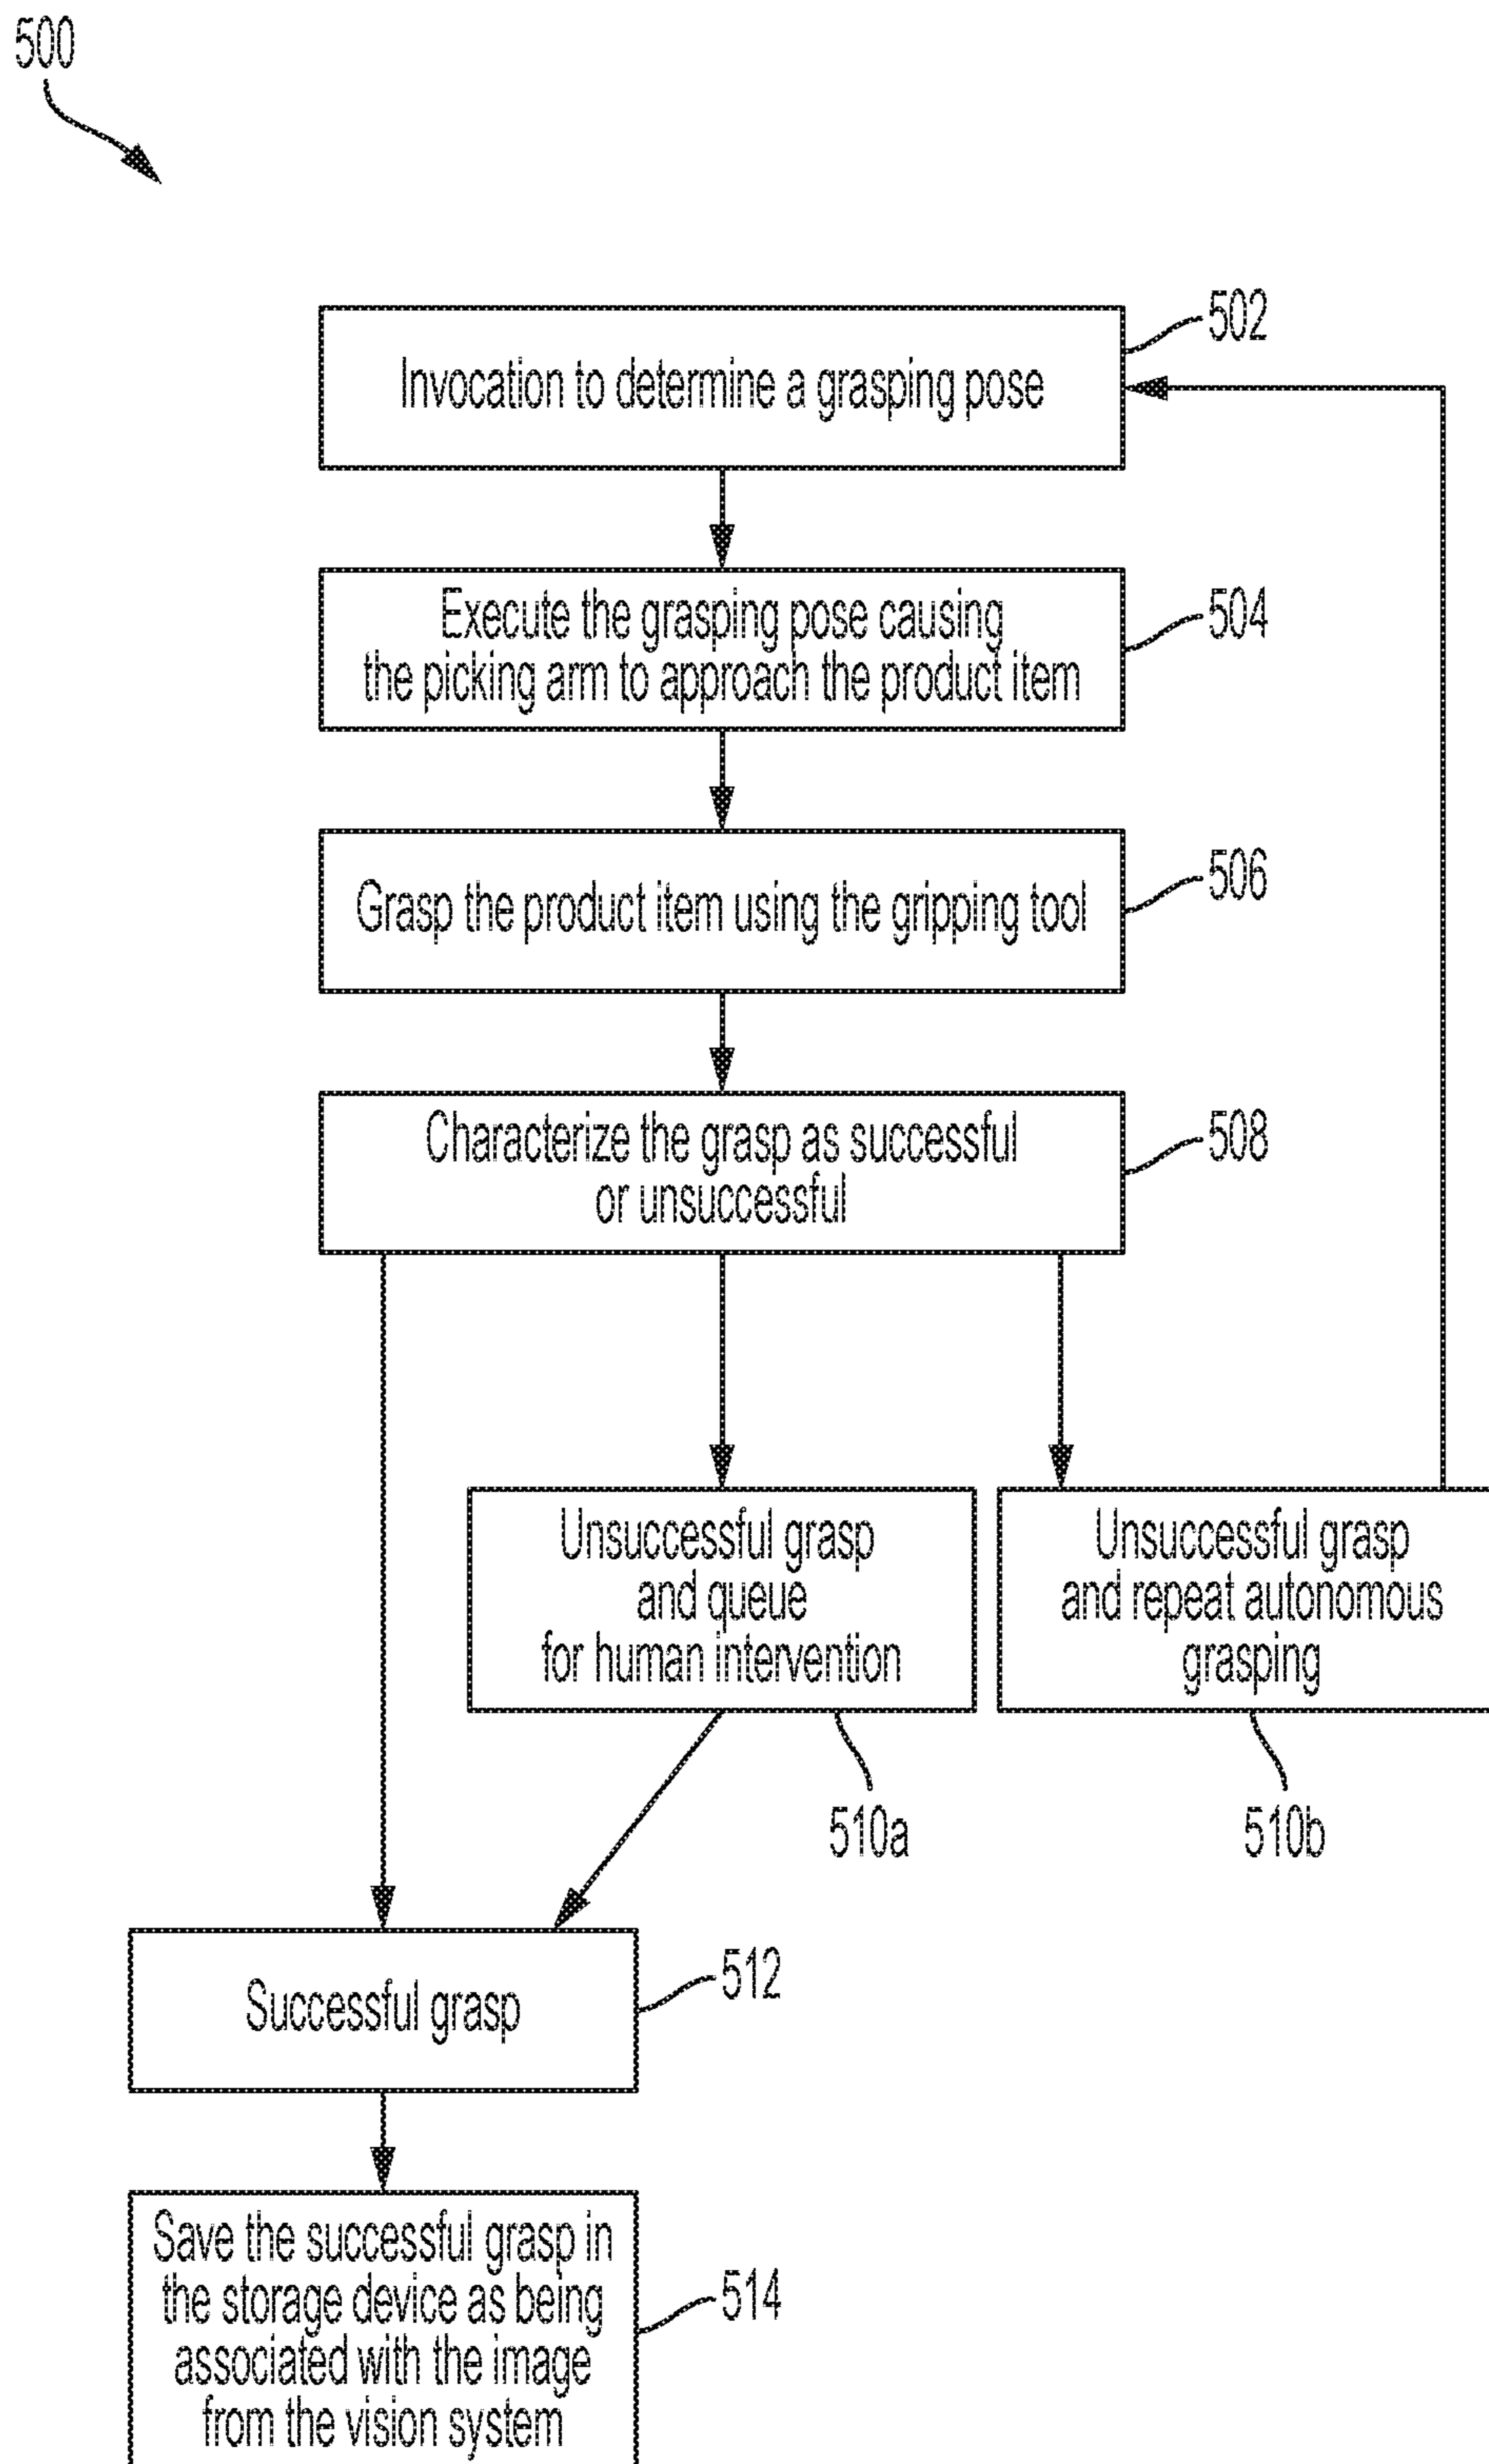 500
502
Invocation to determine a grasping pose
Execute the grasping pose causing
the picking arm to approach the product item
504
Grasp the product item using the gripping tool
506
Characterize the grasp as successful
or unsuccessful
508
Unsuccessful grasp
and queue
for human intervention
Unsuccessful grasp
and repeat autonomous
grasping
510a
510b
Successful grasp
512
Save the successful grasp in
the storage device as being
associated with the image
from the vision system
514